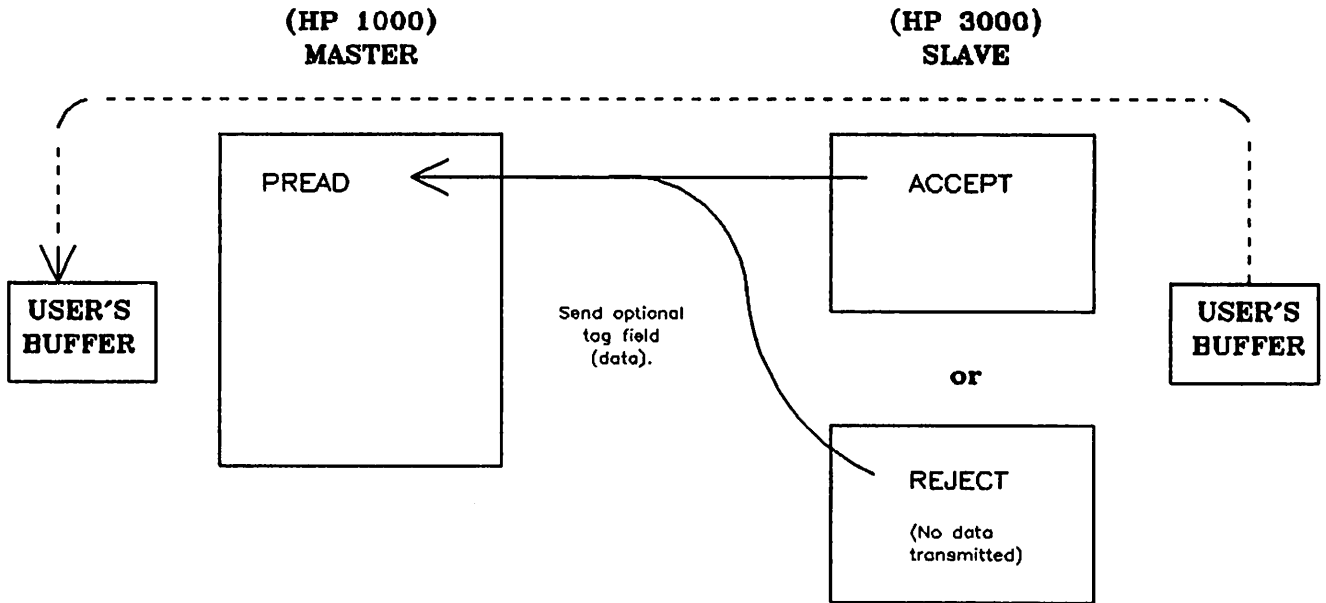 (HP 1000)
MASTER
(HP 3000)
SLAVE
PREAD
ACCEPT
USER'S
BUFFER
Send optional
tag field
(data).
USER'S
BUFFER
or
REJECT
(No data
transmitted)